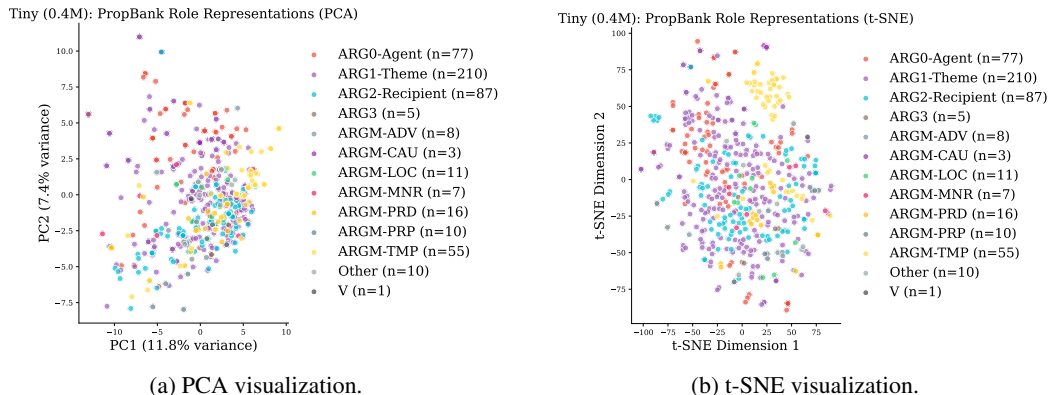 Tiny (0.4M): PropBank Role Representations (PCA)
10.0
7.5
5.0
2.5
0.0
−2.5
−5.0
−7.5
PC2 (7.4% variance)
−10
−5
0
5
10
PC1 (11.8% variance)
ARG0-Agent (n=77)
ARG1-Theme (n=210)
ARG2-Recipient (n=87)
ARG3 (n=5)
ARGM-ADV (n=8)
ARGM-CAU (n=3)
ARGM-LOC (n=11)
ARGM-MNR (n=7)
ARGM-PRD (n=16)
ARGM-PRP (n=10)
ARGM-TMP (n=55)
Other (n=10)
V (n=1)
(a) PCA visualization.
Tiny (0.4M): PropBank Role Representations (t-SNE)
100
75
50
25
0
−25
−50
−75
t-SNE Dimension 2
−100
−75
−50
−25
0
25
50
75
t-SNE Dimension 1
ARG0-Agent (n=77)
ARG1-Theme (n=210)
ARG2-Recipient (n=87)
ARG3 (n=5)
ARGM-ADV (n=8)
ARGM-CAU (n=3)
ARGM-LOC (n=11)
ARGM-MNR (n=7)
ARGM-PRD (n=16)
ARGM-PRP (n=10)
ARGM-TMP (n=55)
Other (n=10)
V (n=1)
(b) t-SNE visualization.